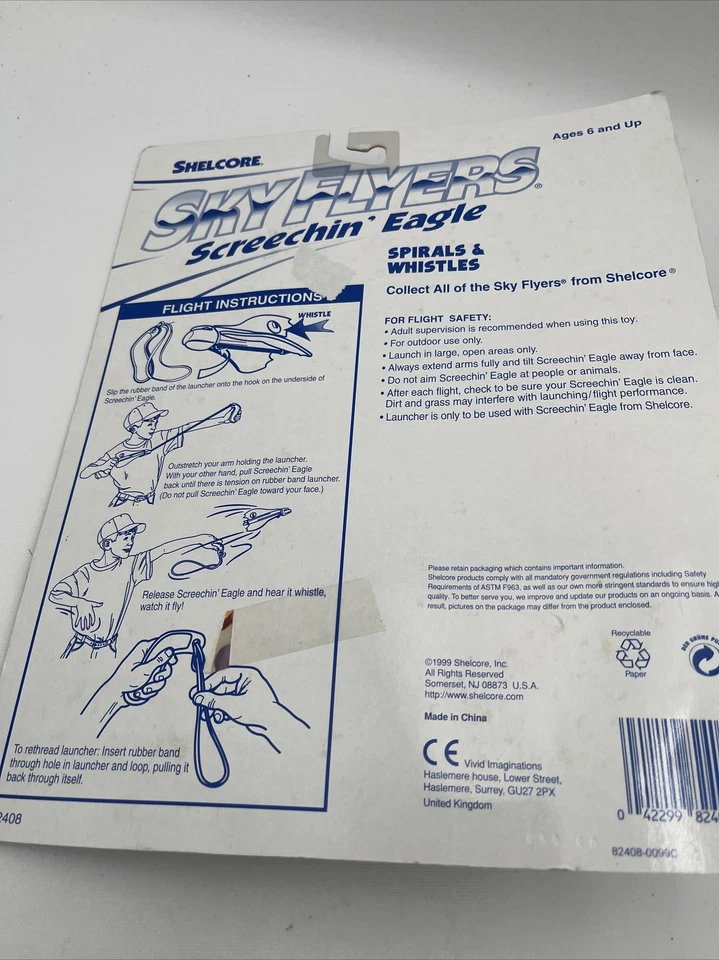 Ages 6 and Up
SHELCORE®
SKY FLYERS®
Screechin' Eagle
SPIRALS &
WHISTLES
Collect All of the Sky Flyers® from Shelcore®
FLIGHT INSTRUCTIONS
WHISTLE
Slip the rubber band of the launcher onto the hook on the underside of
Screechin' Eagle.
Outstretch your arm holding the launcher.
With your other hand, pull Screechin' Eagle
back until there is tension on rubber band launcher.
(Do not pull Screechin' Eagle toward your face.)
Release Screechin' Eagle and hear it whistle,
watch it fly!
To rethread launcher: Insert rubber band
through hole in launcher and loop, pulling it
back through itself.
2408
FOR FLIGHT SAFETY:
• Adult supervision is recommended when using this toy.
• For outdoor use only.
• Launch in large, open areas only.
• Always extend arms fully and tilt Screechin' Eagle away from face.
• Do not aim Screechin' Eagle at people or animals.
• After each flight, check to be sure your Screechin' Eagle is clean.
Dirt and grass may interfere with launching/flight performance.
• Launcher is only to be used with Screechin' Eagle from Shelcore.
Please retain packaging which contains important information.
Shelcore products comply with all mandatory government regulations including Safety
Requirements of ASTM F963, as well as our own more stringent standards to ensure high
quality. To better serve you, we improve and update our products on an ongoing basis. A
result, pictures on the package may differ from the product enclosed.
Recyclable
Paper
DER GRÜNE PU
©1999 Shelcore, Inc.
All Rights Reserved
Somerset, NJ 08873 U.S.A.
http://www.shelcore.com
Made in China
CE Vivid Imaginations
Haslemere house, Lower Street,
Haslemere, Surrey, GU27 2PX
United Kingdom
0 42299 824
82408-0099C